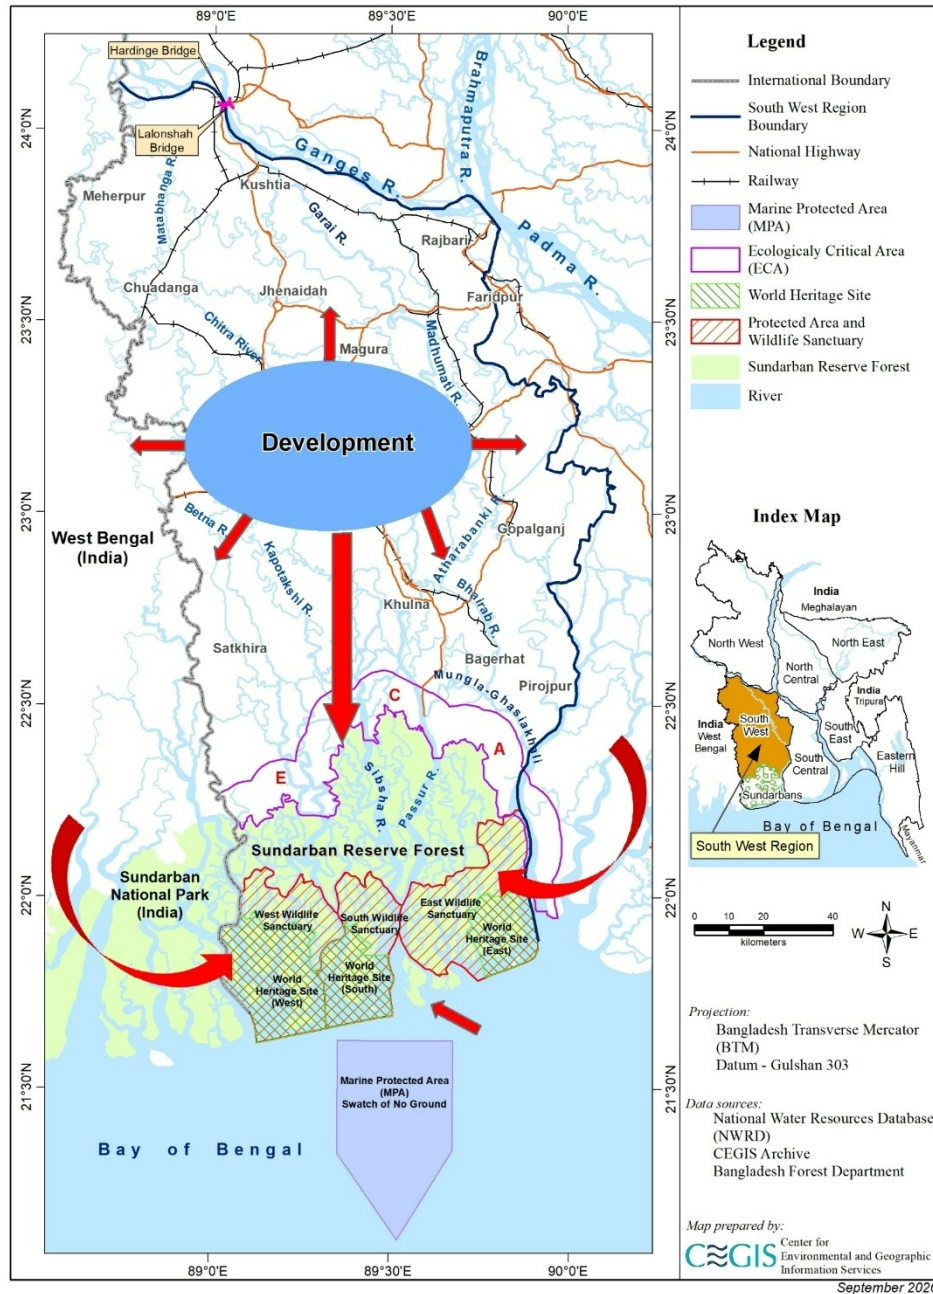 89°0'E
89°30'E
90°0'E
Hardinge Bridge
Lalonshah
Bridge
24°0'N
23°30'N
23°0'N
22°30'N
22°0'N
21°30'N
Brahmaputra R.
Ganges R.
Padma R.
Meherpur
Matabhanga R.
Kushtia
Garai R.
Rajbari
Chuadanga
Jhenaidah
Faridpur
Chitra River
Magura
Madhumati R.
Development
Betna R.
Kapotakshi R.
Atharabanki R.
Gopalganj
West Bengal
(India)
Bhairab R.
Khulna
Satkhira
Bagerhat
Mungla-Ghasiakhali
Pirojpur
C
A
E
Sibsha R.
Passur R.
Sundarban Reserve Forest
Sundarban
National Park
(India)
West Wildlife
Sanctuary
South Wildlife
Sanctuary
East Wildlife
Sanctuary
World
Heritage Site
(East)
World
Heritage Site
(West)
World
Heritage Site
(South)
Marine Protected Area
(MPA)
Swatch of No Ground
Bay of Bengal
89°0'E
89°30'E
90°0'E
24°0'N
23°30'N
23°0'N
22°30'N
22°0'N
21°30'N
Legend
International Boundary
South West Region
Boundary
National Highway
Railway
Marine Protected Area
(MPA)
Ecologicaly Critical Area
(ECA)
World Heritage Site
Protected Area and
Wildlife Sanctuary
Sundarban Reserve Forest
River
Index Map
India
Meghalayan
North West
North East
North
Central
India
Tripura
India
West
Bengal
South
West
South
East
South
Central
Eastern
Hill
Sundarbans
Bay of Bengal
Mayanmar
South West Region
0 10 20 40
kilometers
N
W E
S
Projection:
Bangladesh Transverse Mercator
(BTM)
Datum - Gulshan 303
Data sources:
National Water Resources Database
(NWRD)
CEGIS Archive
Bangladesh Forest Department
Map prepared by:
CEGIS
Center for
Environmental and Geographic
Information Services
September 2020